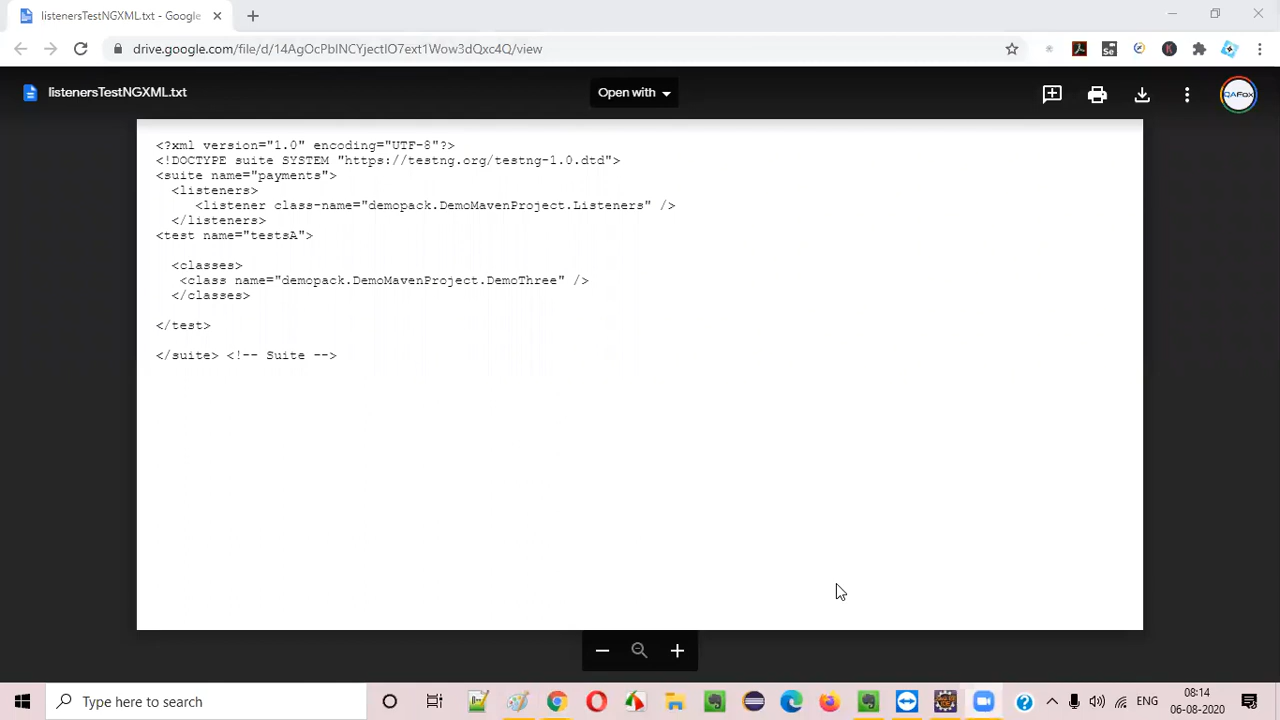 listenersTestNGXML.txt - Google
drive.google.com/file/d/14AgOcPbINCYjectIO7ext1Wow3dQxc4Q/view
listenersTestNGXML.txt
Open with
QAFox
<?xml version="1.0" encoding="UTF-8"?>
<!DOCTYPE suite SYSTEM "https://testng.org/testng-1.0.dtd">
<suite name="payments">
<listeners>
<listener class-name="demopack.DemoMavenProject.Listeners" />
</listeners>
<test name="testsA">
<classes>
<class name="demopack.DemoMavenProject.DemoThree" />
</classes>
</test>
</suite> <!-- Suite -->
Type here to search
ENG
08:14
06-08-2020